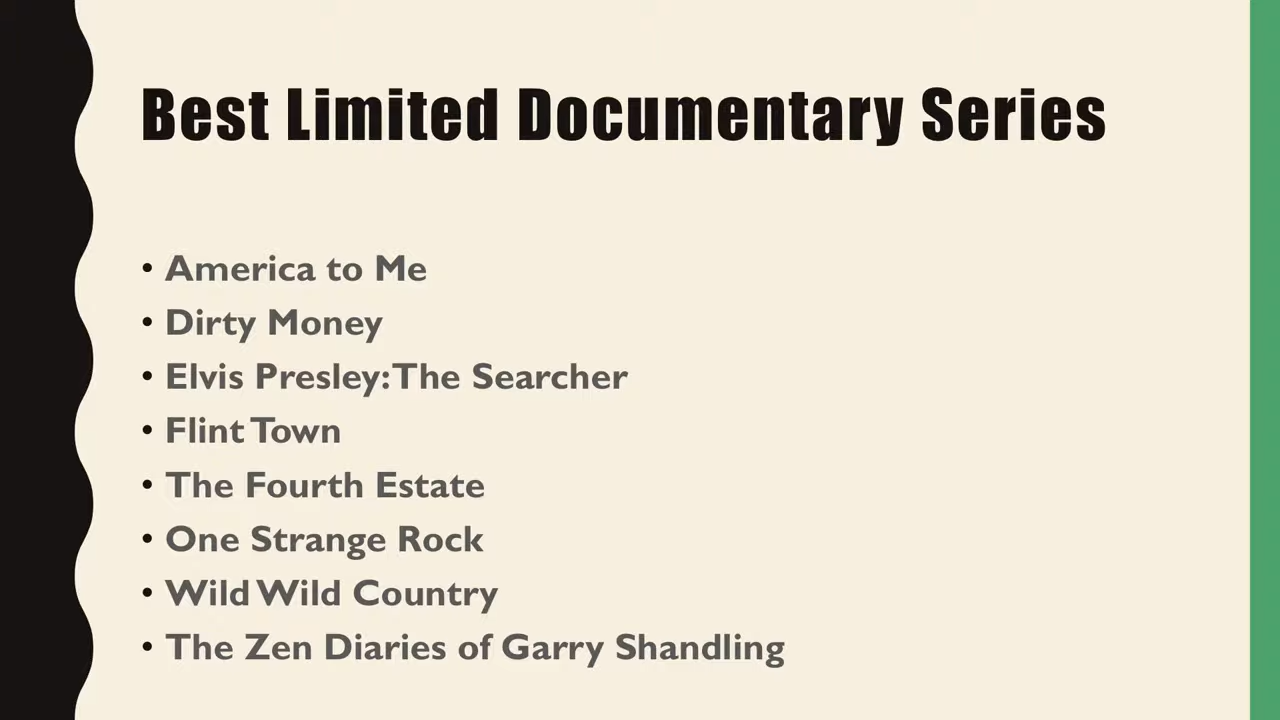 Best Limited Documentary Series
• America to Me
• Dirty Money
• Elvis Presley: The Searcher
• Flint Town
• The Fourth Estate
• One Strange Rock
• Wild Wild Country
• The Zen Diaries of Garry Shandling